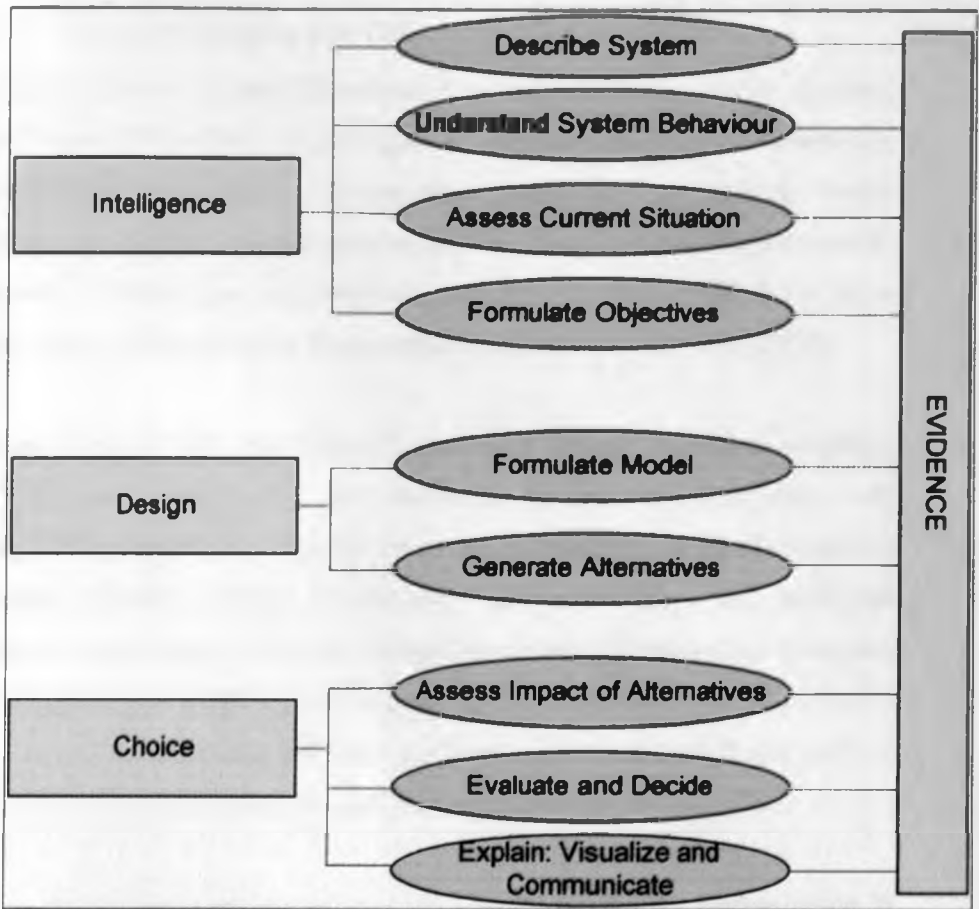 Describe System
Understand System Behaviour
Intelligence
Assess Current Situation
Formulate Objectives
EVIDENCE
Formulate Model
Design
Generate Alternatives
Assess Impact of Alternatives
Choice
Evaluate and Decide
Explain: Visualize and
Communicate